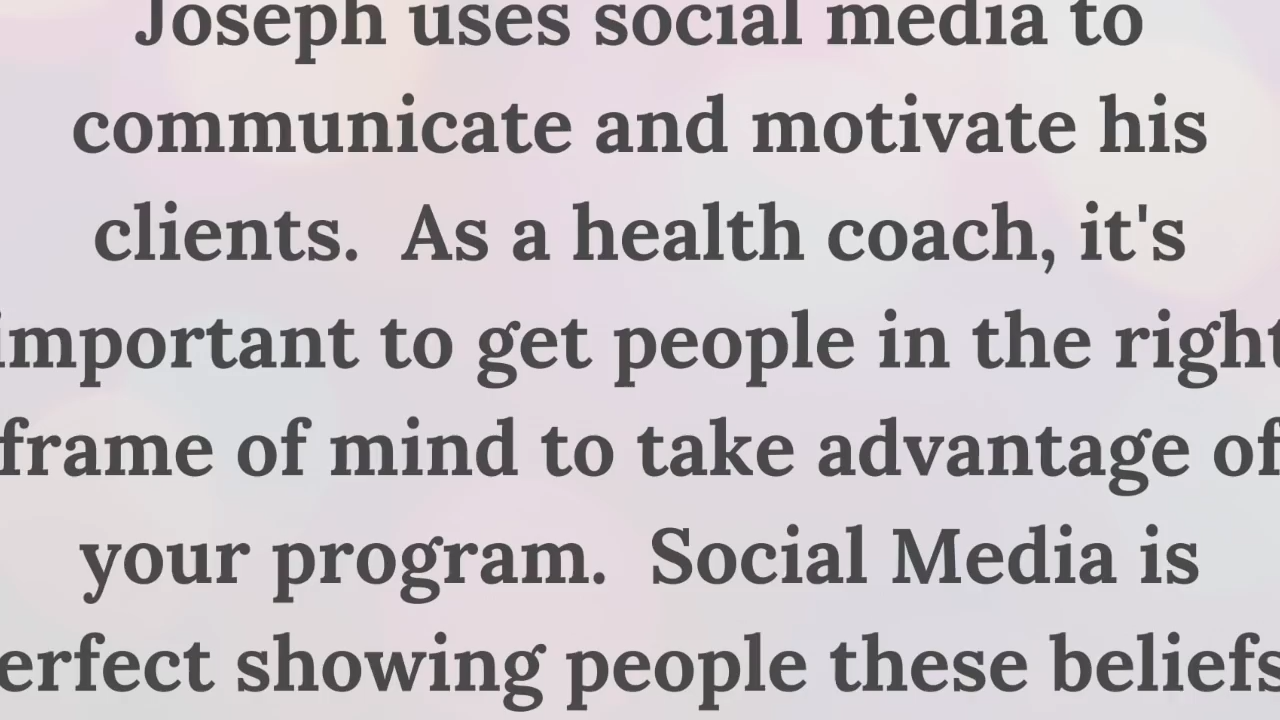 Joseph uses social media to
communicate and motivate his
clients.  As a health coach, it's
important to get people in the right
frame of mind to take advantage of
your program.  Social Media is
erfect showing people these beliefs